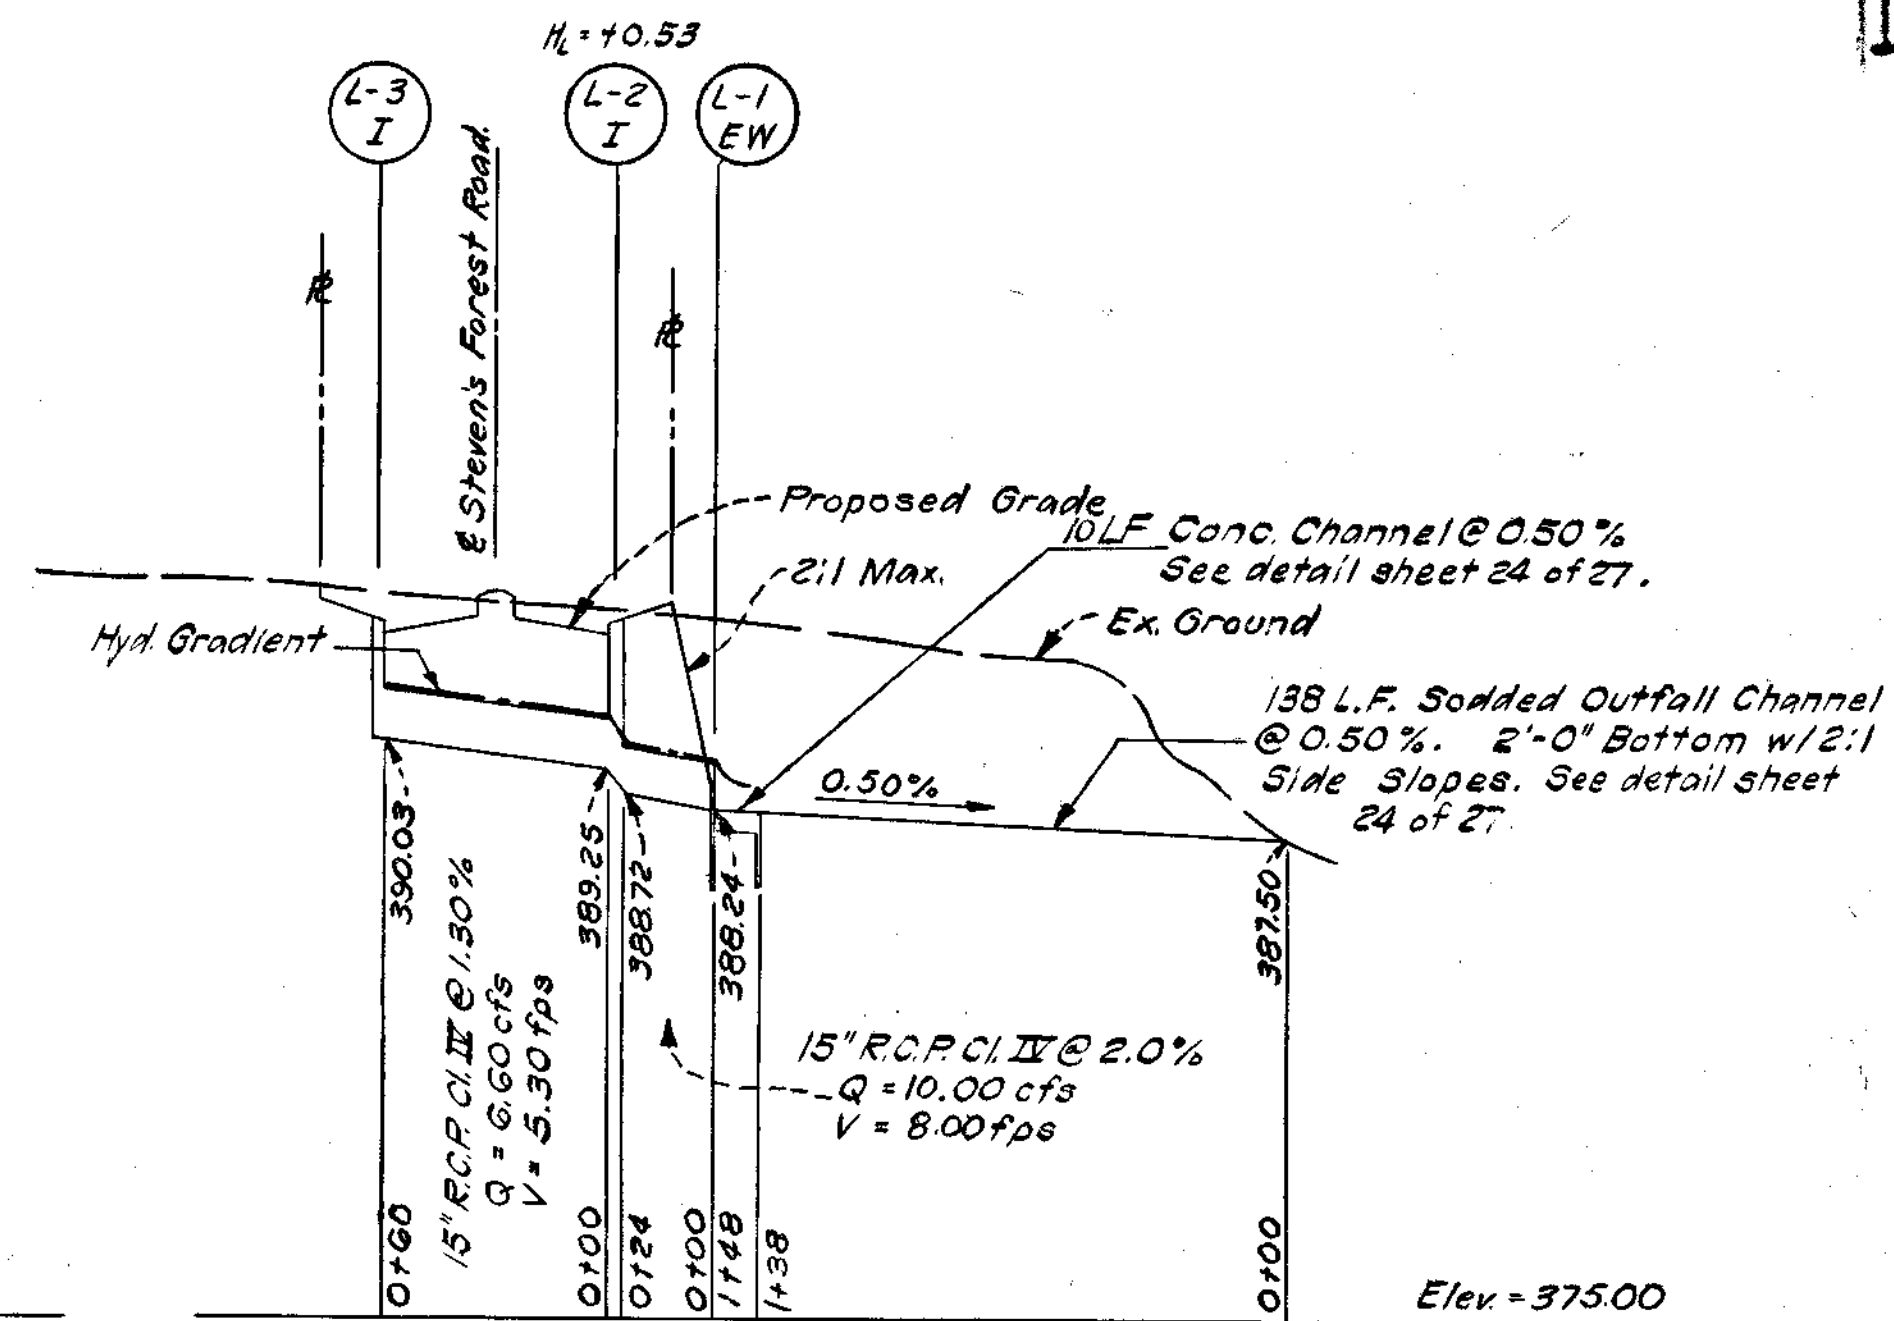 H_L = +0.53
L-3
I
L-2
I
L-1
EW
℄ Steven's Forest Road.
Proposed Grade
10 LF Conc. Channel @ 0.50%
See detail sheet 24 of 27.
2:1 Max.
Ex. Ground
Hyd. Gradient
138 L.F. Sodded Outfall Channel
@ 0.50%. 2'-0" Bottom w/2:1
Side Slopes. See detail sheet
24 of 27.
0.50%
390.03
389.25
388.72
388.24
387.50
15" R.C.P. Cl. IV @ 1.30%
Q = 6.60 cfs
V = 5.30 fps
15" R.C.P. Cl. IV @ 2.0%
Q = 10.00 cfs
V = 8.00 fps
0+60
0+00
0+24
0+00
1+48
1+38
0+00
Elev. = 375.00